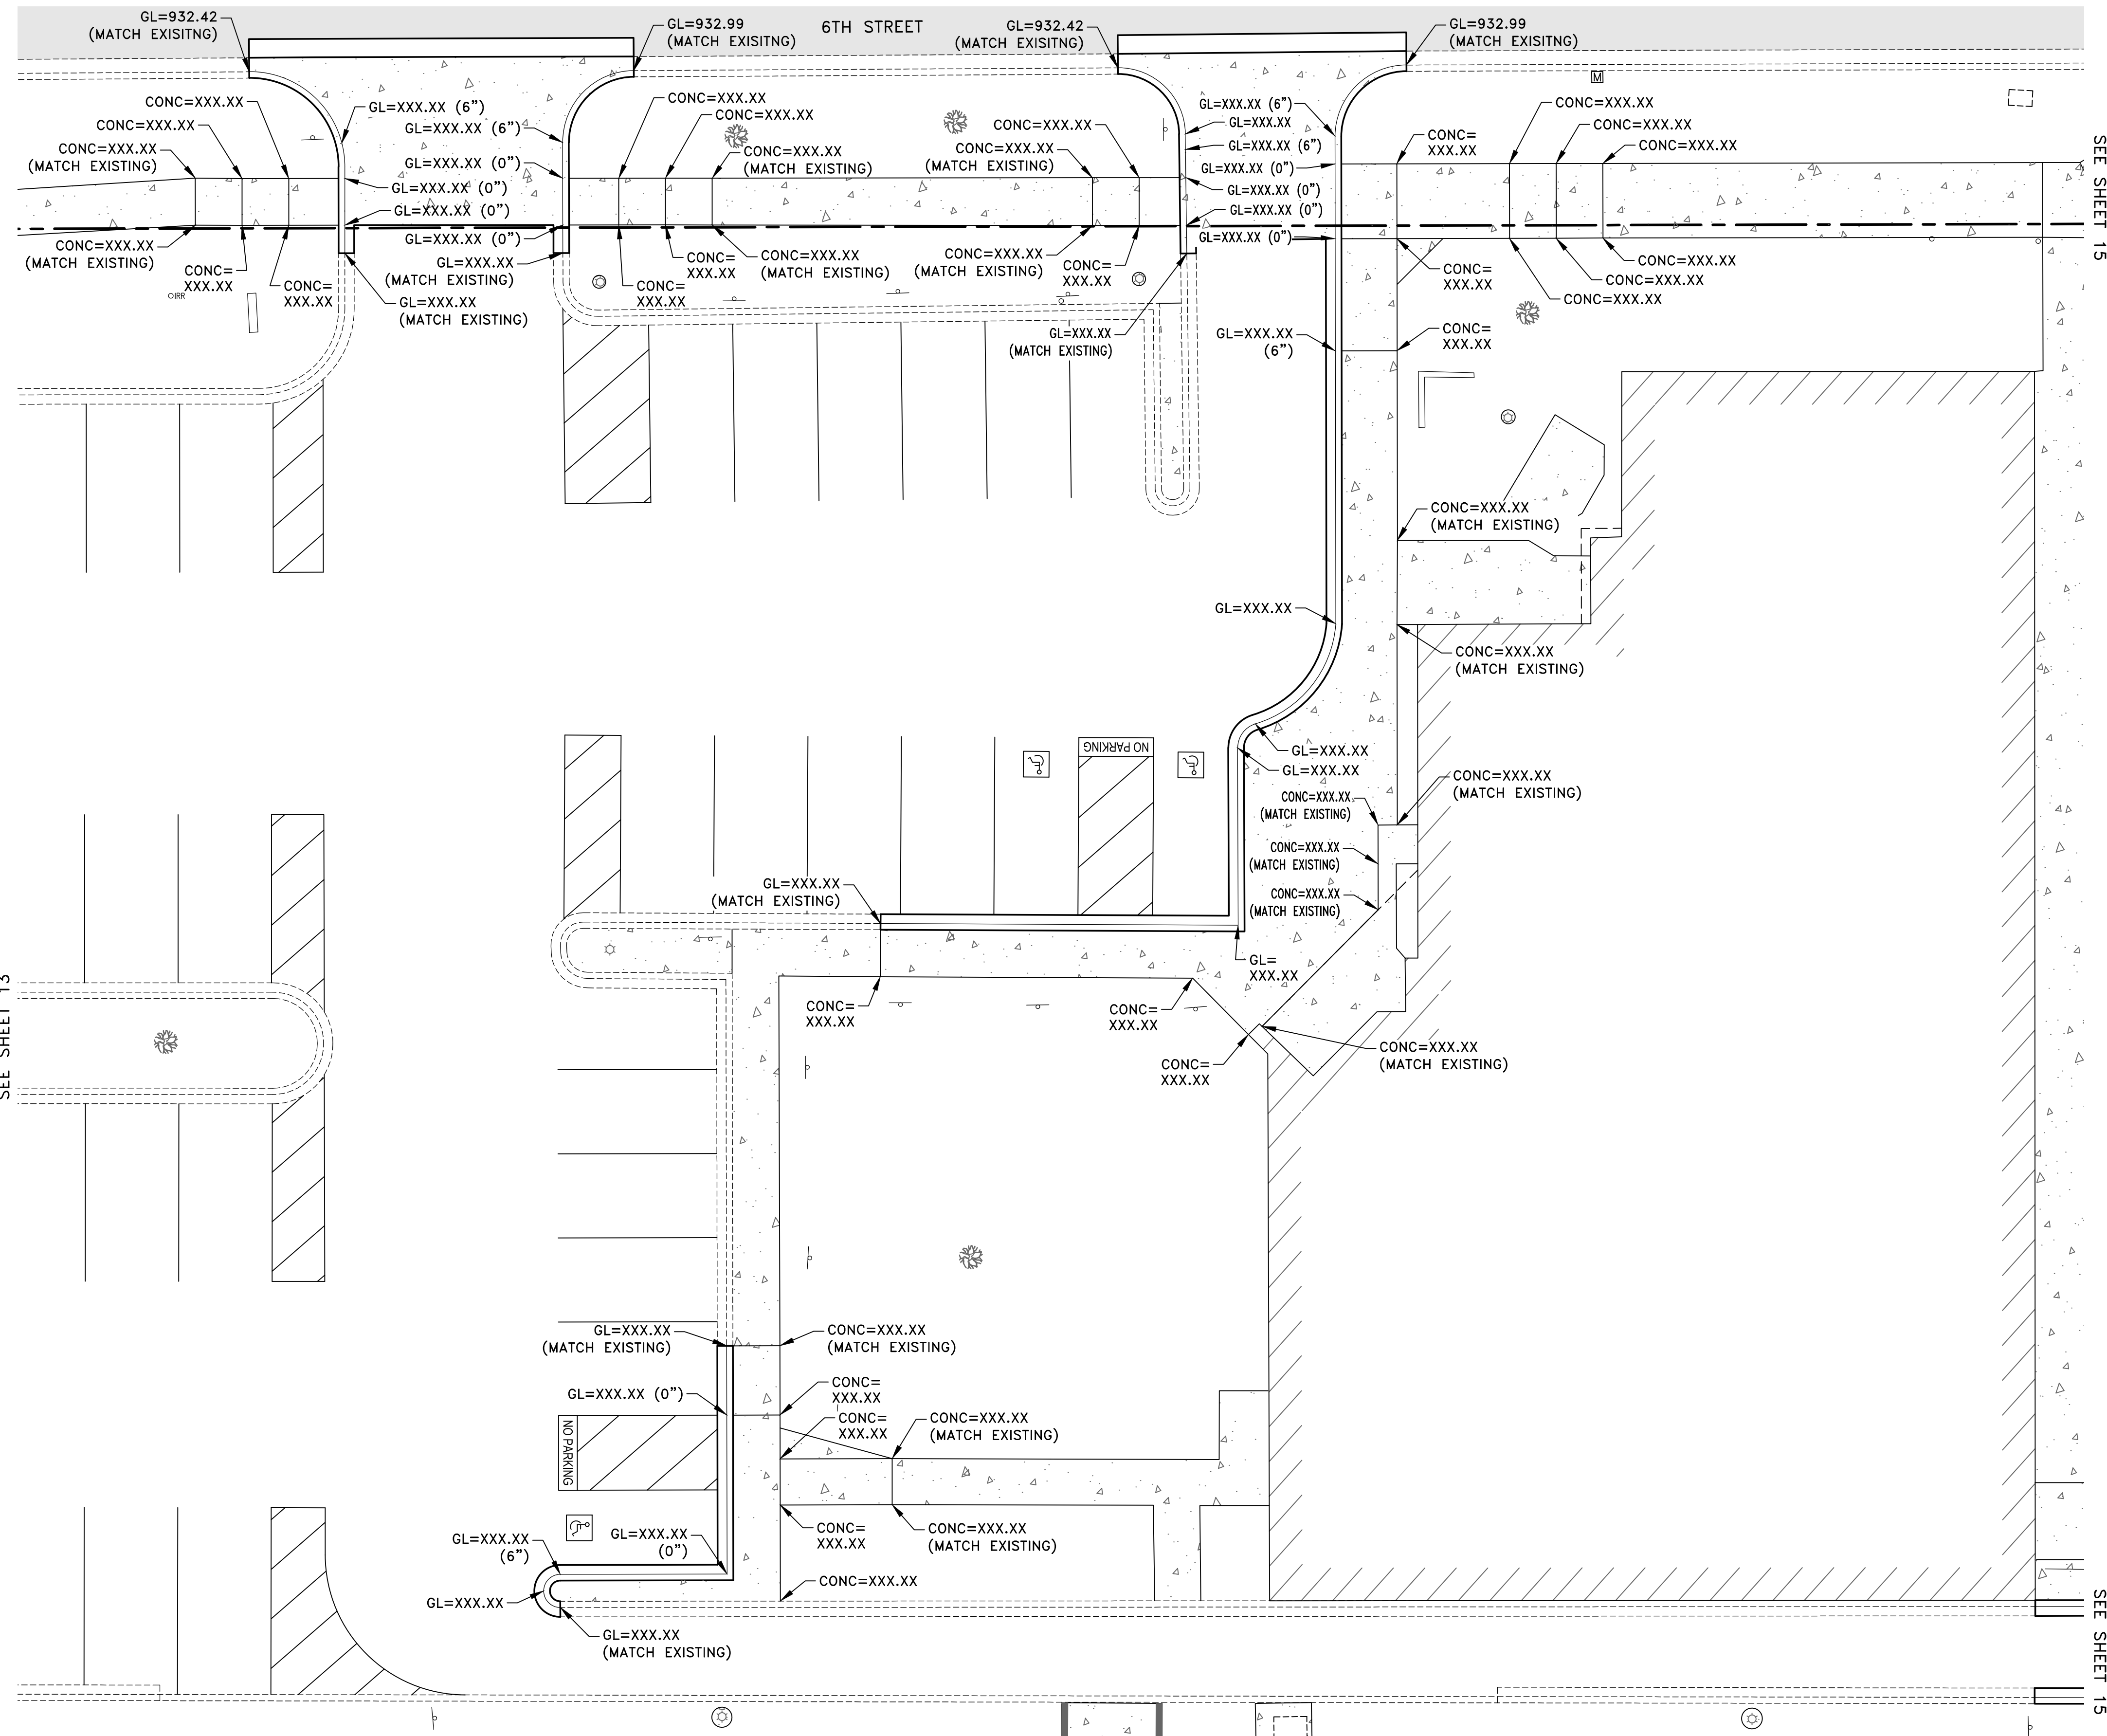 GL=932.42
(MATCH EXISITNG)
GL=932.99
(MATCH EXISITNG)
6TH STREET
GL=932.42
(MATCH EXISITNG)
GL=932.99
(MATCH EXISITNG)
M
CONC=XXX.XX
CONC=XXX.XX
CONC=XXX.XX
(MATCH EXISTING)
GL=XXX.XX (6")
GL=XXX.XX (6")
GL=XXX.XX (0")
GL=XXX.XX (0")
GL=XXX.XX (0")
GL=XXX.XX (0")
GL=XXX.XX
(MATCH EXISTING)
CONC=XXX.XX
(MATCH EXISTING)
CONC=
XXX.XX
CONC=
XXX.XX
GL=XXX.XX
(MATCH EXISTING)
IRR
CONC=XXX.XX
CONC=XXX.XX
CONC=XXX.XX
(MATCH EXISTING)
CONC=XXX.XX
CONC=XXX.XX
(MATCH EXISTING)
CONC=
XXX.XX
CONC=
XXX.XX
CONC=XXX.XX
(MATCH EXISTING)
CONC=XXX.XX
(MATCH EXISTING)
CONC=
XXX.XX
GL=XXX.XX (6")
GL=XXX.XX
GL=XXX.XX (6")
GL=XXX.XX (0")
GL=XXX.XX (0")
GL=XXX.XX (0")
GL=XXX.XX (0")
GL=XXX.XX
(MATCH EXISTING)
GL=XXX.XX
(6")
CONC=
XXX.XX
CONC=XXX.XX
CONC=XXX.XX
CONC=XXX.XX
CONC=
XXX.XX
CONC=XXX.XX
CONC=XXX.XX
CONC=XXX.XX
CONC=
XXX.XX
SEE SHEET 15
CONC=XXX.XX
(MATCH EXISTING)
GL=XXX.XX
CONC=XXX.XX
(MATCH EXISTING)
NO PARKING
GL=XXX.XX
GL=XXX.XX
CONC=XXX.XX
(MATCH EXISTING)
CONC=XXX.XX
(MATCH EXISTING)
CONC=XXX.XX
(MATCH EXISTING)
CONC=XXX.XX
(MATCH EXISTING)
GL=XXX.XX
(MATCH EXISTING)
GL=
XXX.XX
CONC=
XXX.XX
CONC=
XXX.XX
CONC=
XXX.XX
CONC=XXX.XX
(MATCH EXISTING)
SEE SHEET 13
GL=XXX.XX
(MATCH EXISTING)
CONC=XXX.XX
(MATCH EXISTING)
GL=XXX.XX (0")
CONC=
XXX.XX
CONC=
XXX.XX
CONC=XXX.XX
(MATCH EXISTING)
NO PARKING
GL=XXX.XX
(6")
GL=XXX.XX
(0")
CONC=
XXX.XX
CONC=XXX.XX
(MATCH EXISTING)
CONC=XXX.XX
GL=XXX.XX
GL=XXX.XX
(MATCH EXISTING)
SEE SHEET 15